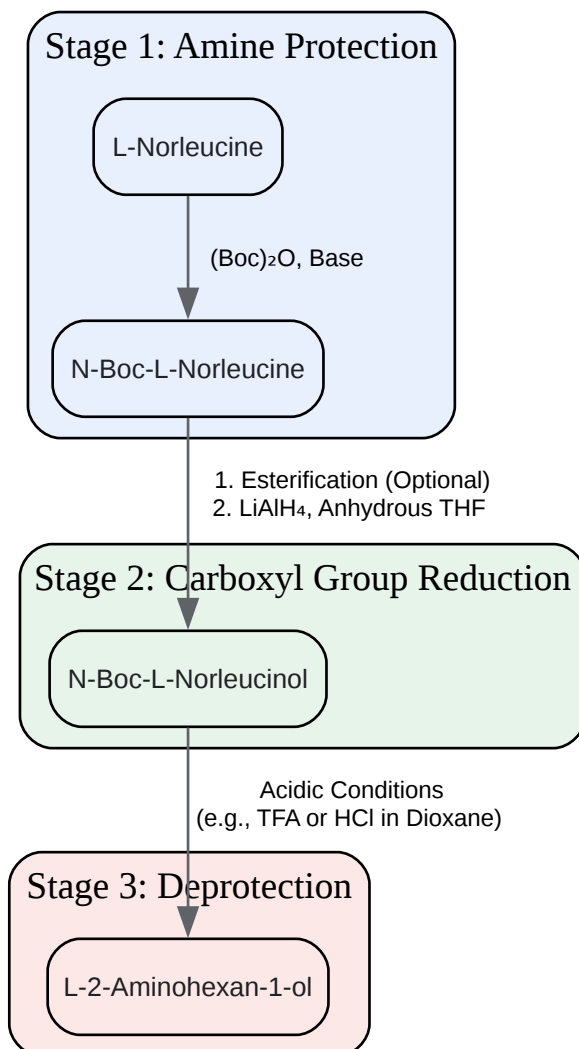 Stage 1: Amine Protection
L-Norleucine
(Boc)₂O, Base
N-Boc-L-Norleucine
1. Esterification (Optional)
2. LiAlH₄, Anhydrous THF
Stage 2: Carboxyl Group Reduction
N-Boc-L-Norleucinol
Acidic Conditions
(e.g., TFA or HCl in Dioxane)
Stage 3: Deprotection
L-2-Aminohexan-1-ol